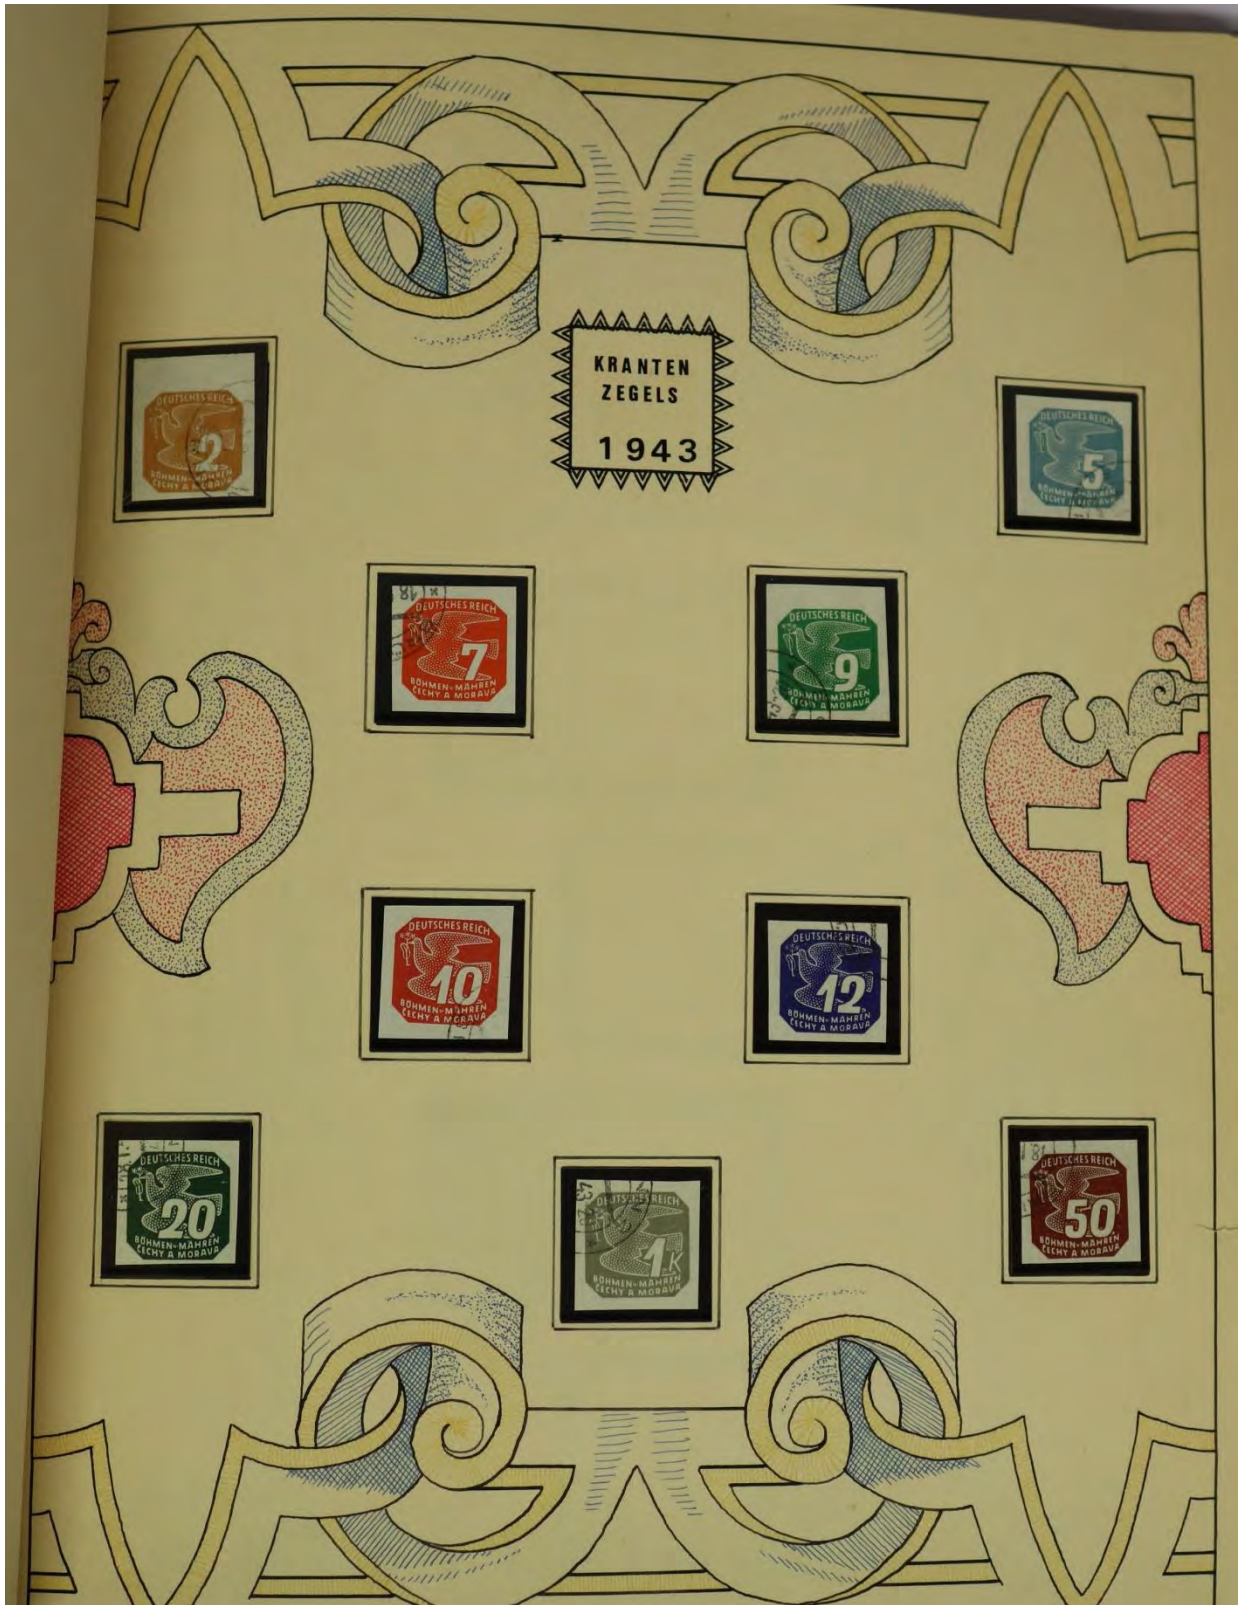 KRANTEN
ZEGELS
1943
DEUTSCHES REICH
2
BÖHMEN-MÄHREN
ČECHY A MORAVA
DEUTSCHES REICH
5
BÖHMEN-MÄHREN
ČECHY A MORAVA
DEUTSCHES REICH
7
BÖHMEN-MÄHREN
ČECHY A MORAVA
DEUTSCHES REICH
9
BÖHMEN-MÄHREN
ČECHY A MORAVA
DEUTSCHES REICH
10
BÖHMEN-MÄHREN
ČECHY A MORAVA
DEUTSCHES REICH
12
BÖHMEN-MÄHREN
ČECHY A MORAVA
DEUTSCHES REICH
20
BÖHMEN-MÄHREN
ČECHY A MORAVA
DEUTSCHES REICH
1K
BÖHMEN-MÄHREN
ČECHY A MORAVA
DEUTSCHES REICH
50
BÖHMEN-MÄHREN
ČECHY A MORAVA